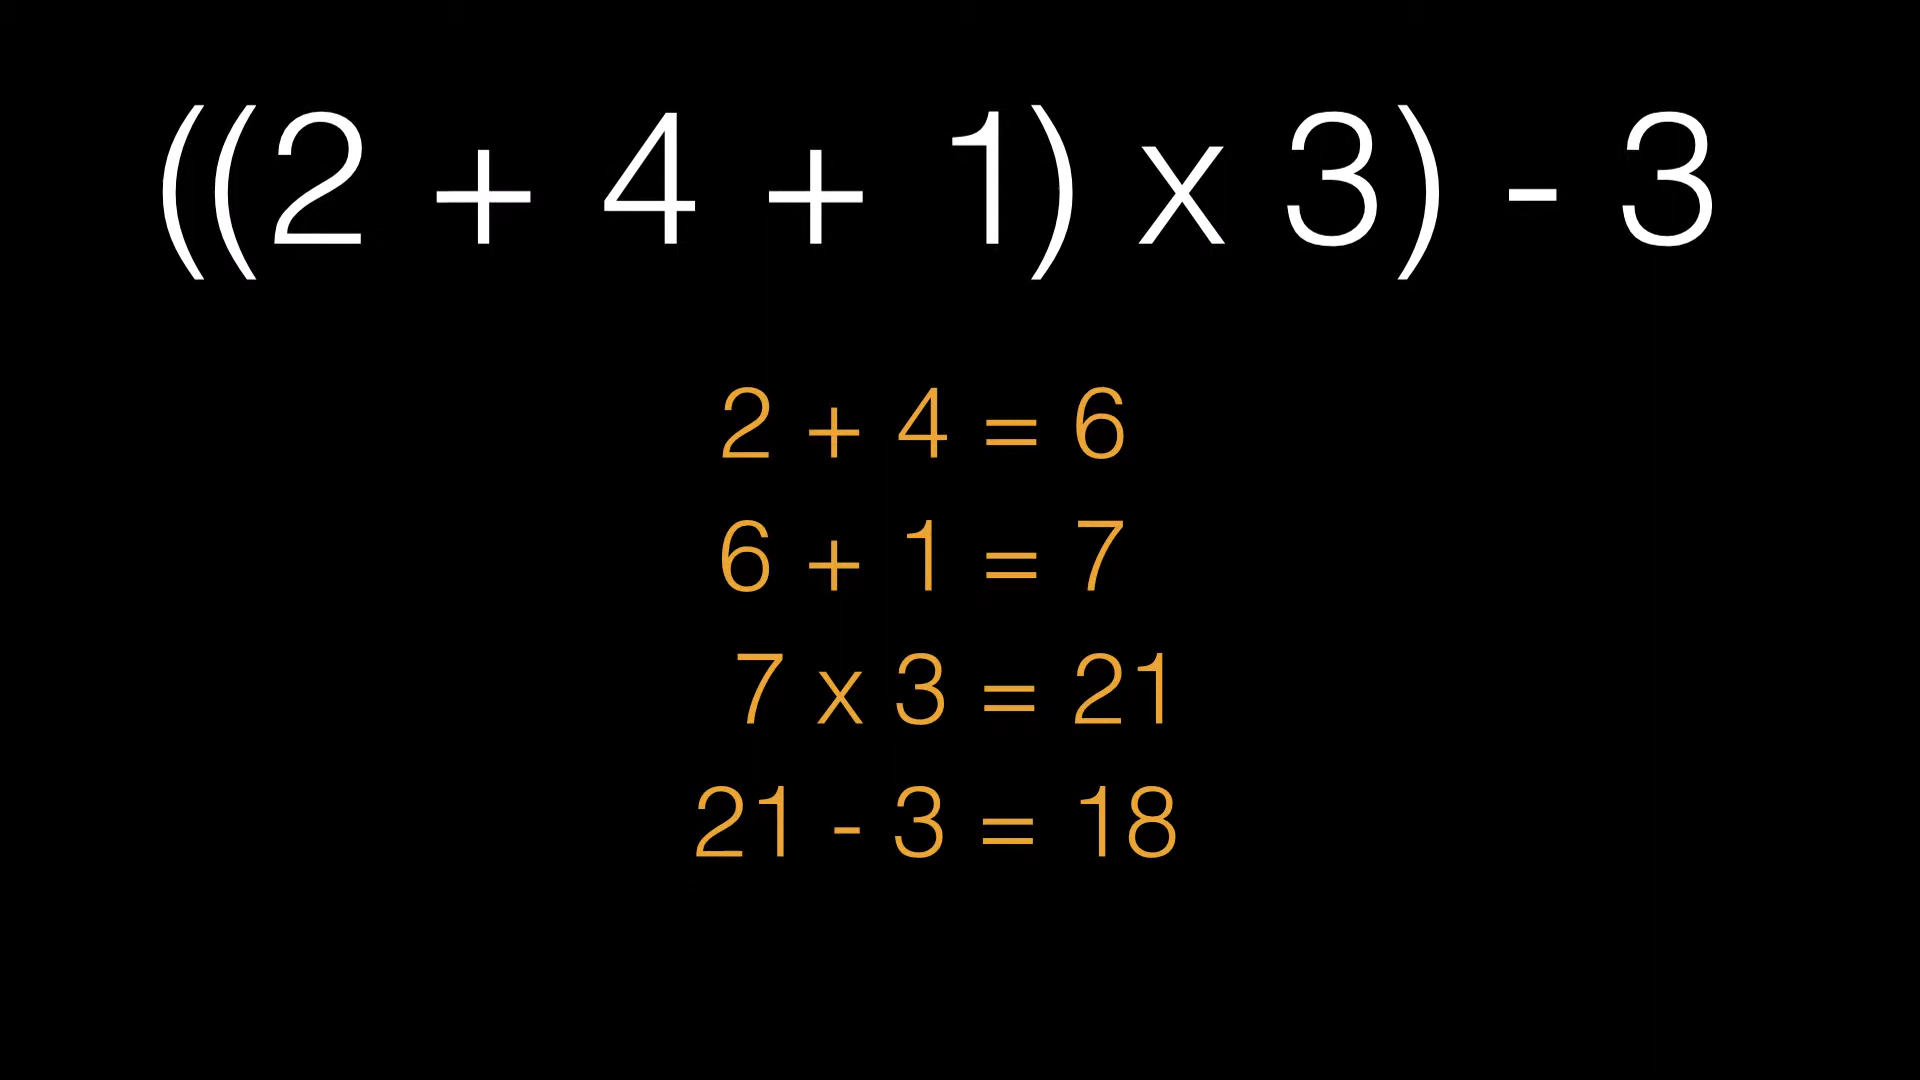 ((2 + 4 + 1) x 3) - 3
2 + 4 = 6
6 + 1 = 7
7 x 3 = 21
21 - 3 = 18